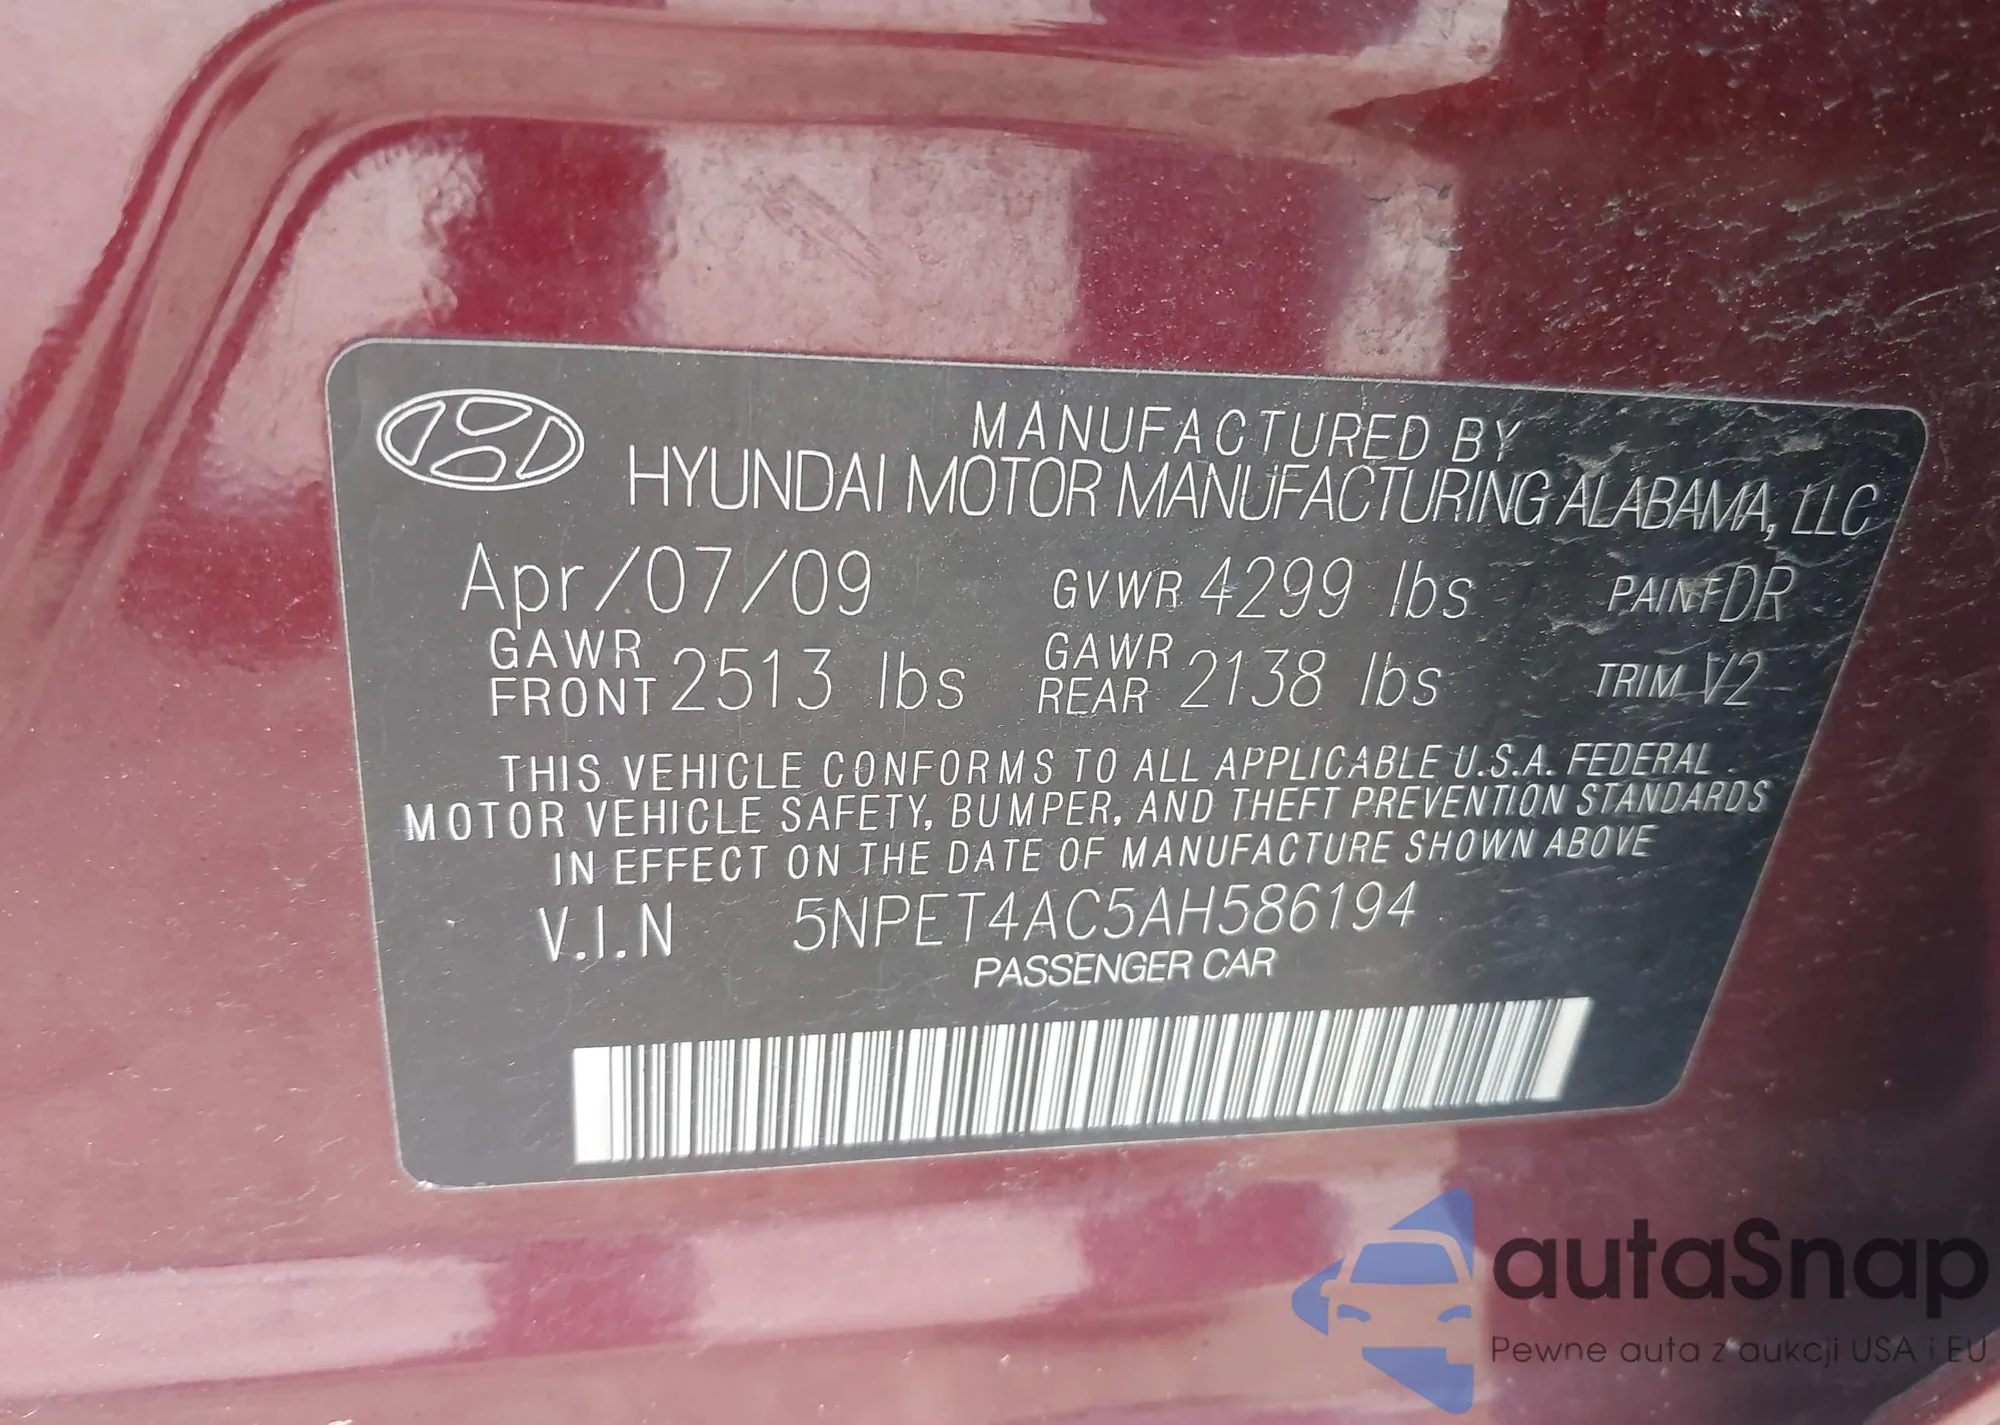 MANUFACTURED BY
HYUNDAI MOTOR MANUFACTURING ALABAMA, LLC
Apr/07/09 GVWR 4299 lbs PAINT DR
GAWR FRONT 2513 lbs GAWR REAR 2138 lbs TRIM V2
THIS VEHICLE CONFORMS TO ALL APPLICABLE U.S.A. FEDERAL
MOTOR VEHICLE SAFETY, BUMPER, AND THEFT PREVENTION STANDARDS
IN EFFECT ON THE DATE OF MANUFACTURE SHOWN ABOVE
V.I.N 5NPET4AC5AH586194
PASSENGER CAR
autaSnap
Pewne auta z aukcji USA i EU